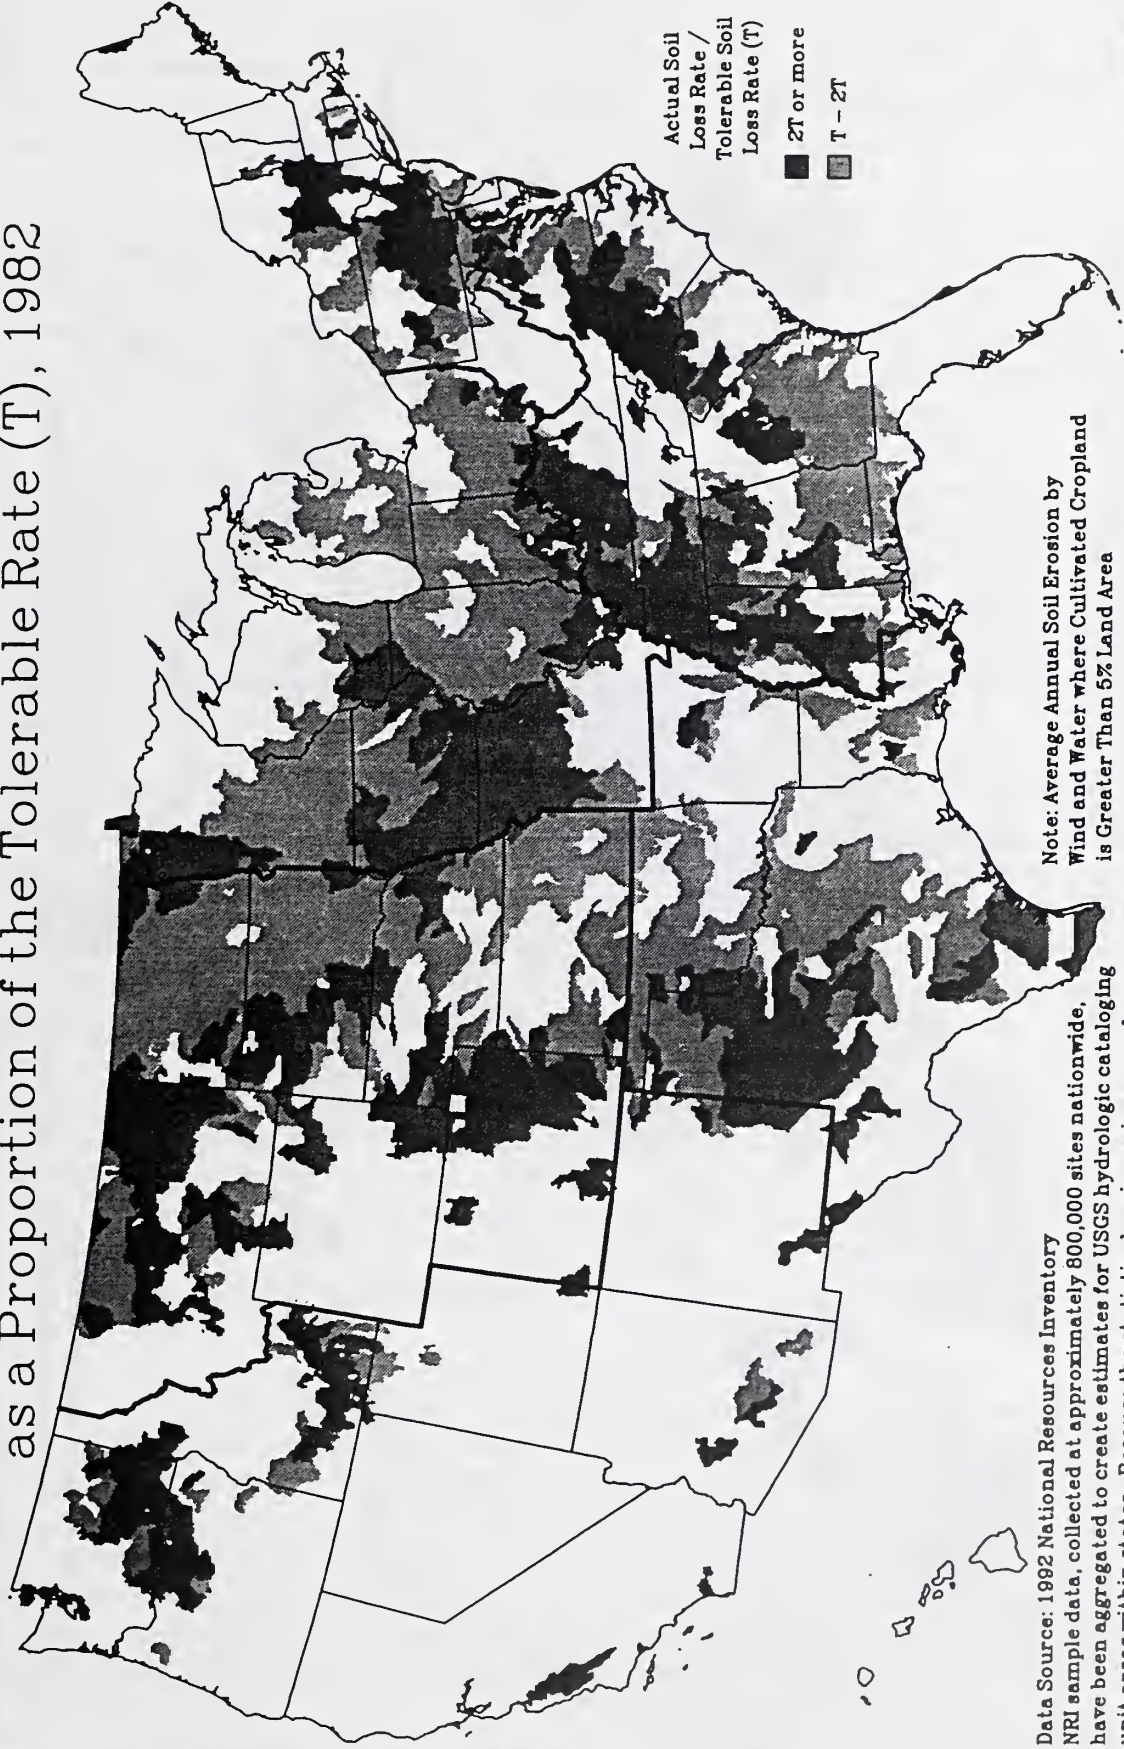 as a Proportion of the Tolerable Rate (T), 1982
Actual Soil
Loss Rate /
Tolerable Soil
Loss Rate (T)
2T or more
T – 2T
Note: Average Annual Soil Erosion by
Wind and Water where Cultivated Cropland
is Greater Than 5% Land Area
Data Source: 1992 National Resources Inventory
NRI sample data, collected at approximately 800,000 sites nationwide,
have been aggregated to create estimates for USGS hydrologic cataloging